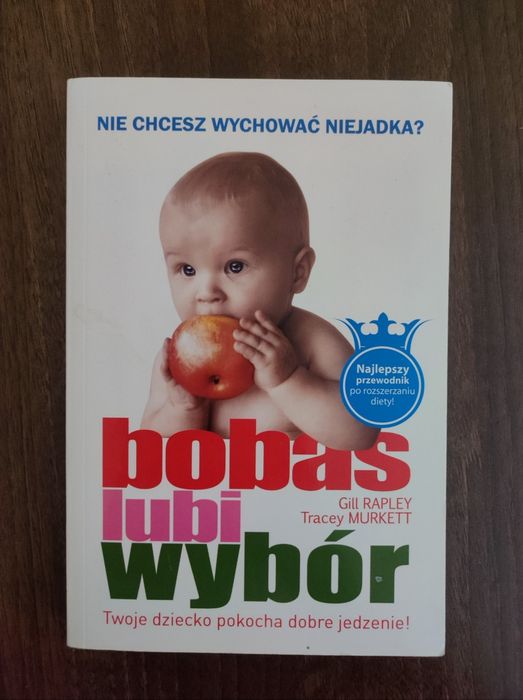 NIE CHCESZ WYCHOWAĆ NIEJADKA?
Najlepszy
przewodnik
po rozszerzaniu
diety!
bobas
Gill RAPLEY
lubi
Tracey MURKETT
wybór
Twoje dziecko pokocha dobre jedzenie!